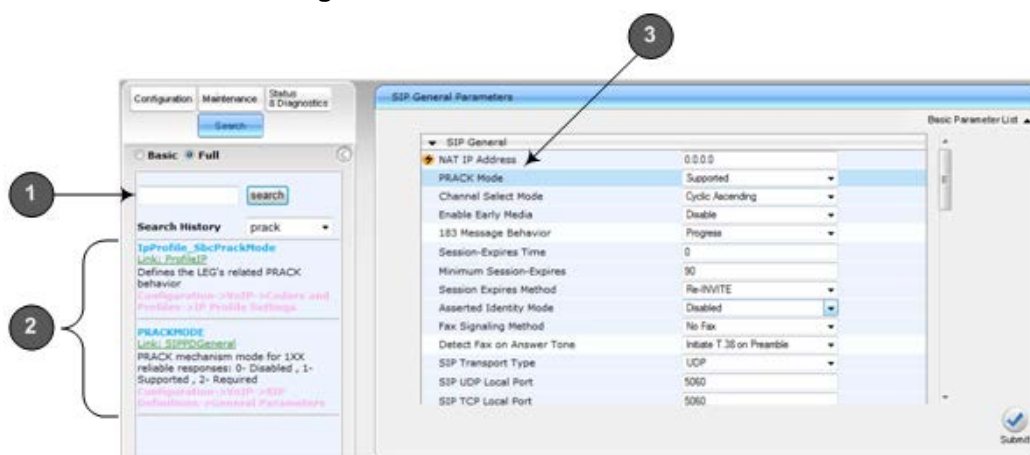 g
3
Configuration Maintenance Status & Diagnostics
Search
Basic Full
1
search
Search History prack
2
IpProfile_SbcPrackMode
Link: ProfileIP
Defines the LEG's related PRACK
behavior
Configuration->VoIP->Coders and
Profiles->IP Profile Settings
PRACKMODE
Link: SIPPDGeneral
PRACK mechanism mode for 1XX
reliable responses: 0- Disabled , 1-
Supported , 2- Required
Configuration->VoIP->SIP
Definitions->General Parameters
SIP General Parameters
Basic Parameter List
SIP General
NAT IP Address 0.0.0.0
PRACK Mode Supported
Channel Select Mode Cyclic Ascending
Enable Early Media Disable
183 Message Behavior Progress
Session-Expires Time 0
Minimum Session-Expires 90
Session Expires Method Re-INVITE
Asserted Identity Mode Disabled
Fax Signaling Method No Fax
Detect Fax on Answer Tone Initiate T.38 on Preamble
SIP Transport Type UDP
SIP UDP Local Port 5060
SIP TCP Local Port 5060
Submit